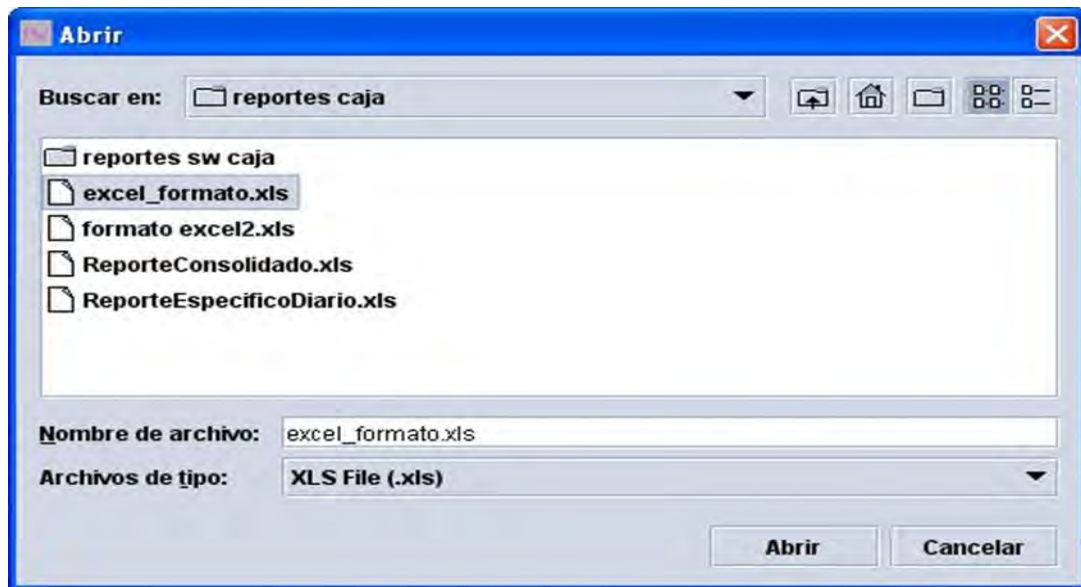 Abrir
Buscar en: reportes caja
reportes sw caja
excel_formato.xls
formato excel2.xls
ReporteConsolidado.xls
ReporteEspecificoDiario.xls
Nombre de archivo: excel_formato.xls
Archivos de tipo: XLS File (.xls)
Abrir Cancelar